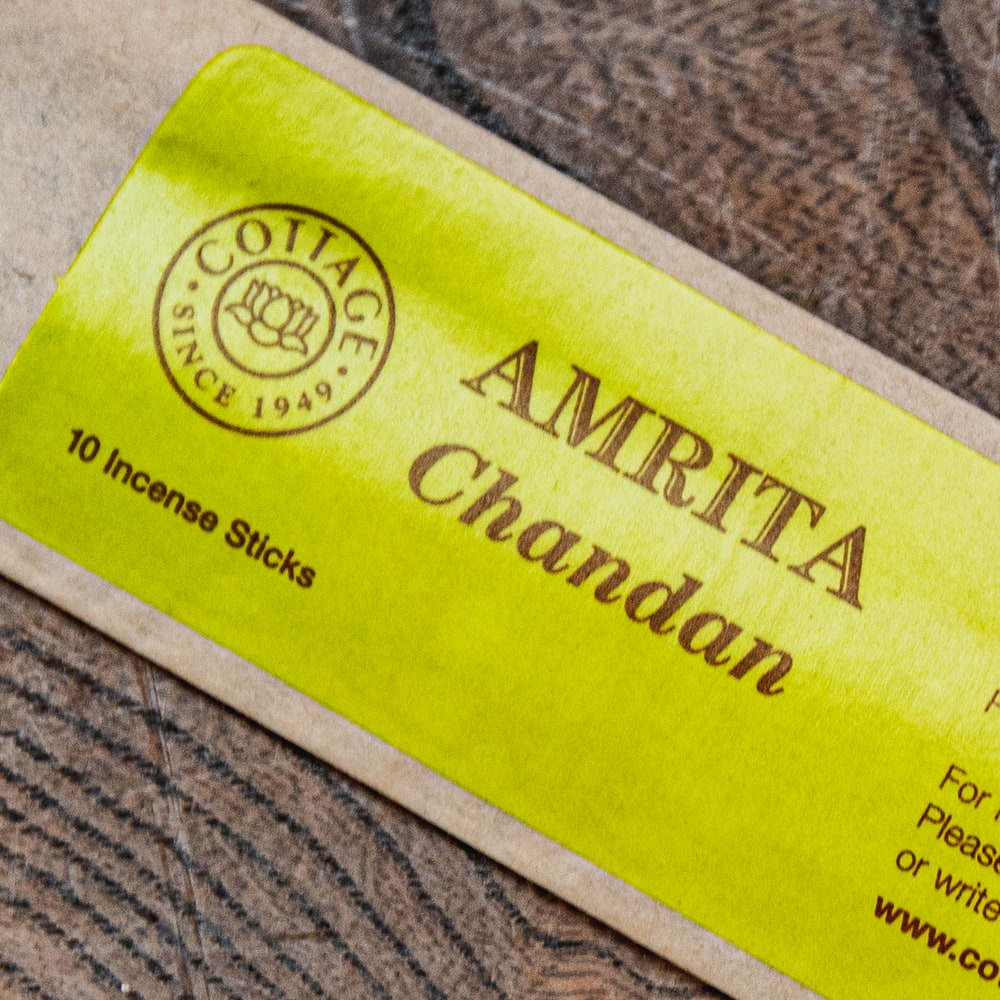 COTTAGE
• SINCE 1949 •
10 Incense Sticks
AMRITA
Chandan
For
Please
or write
www.co